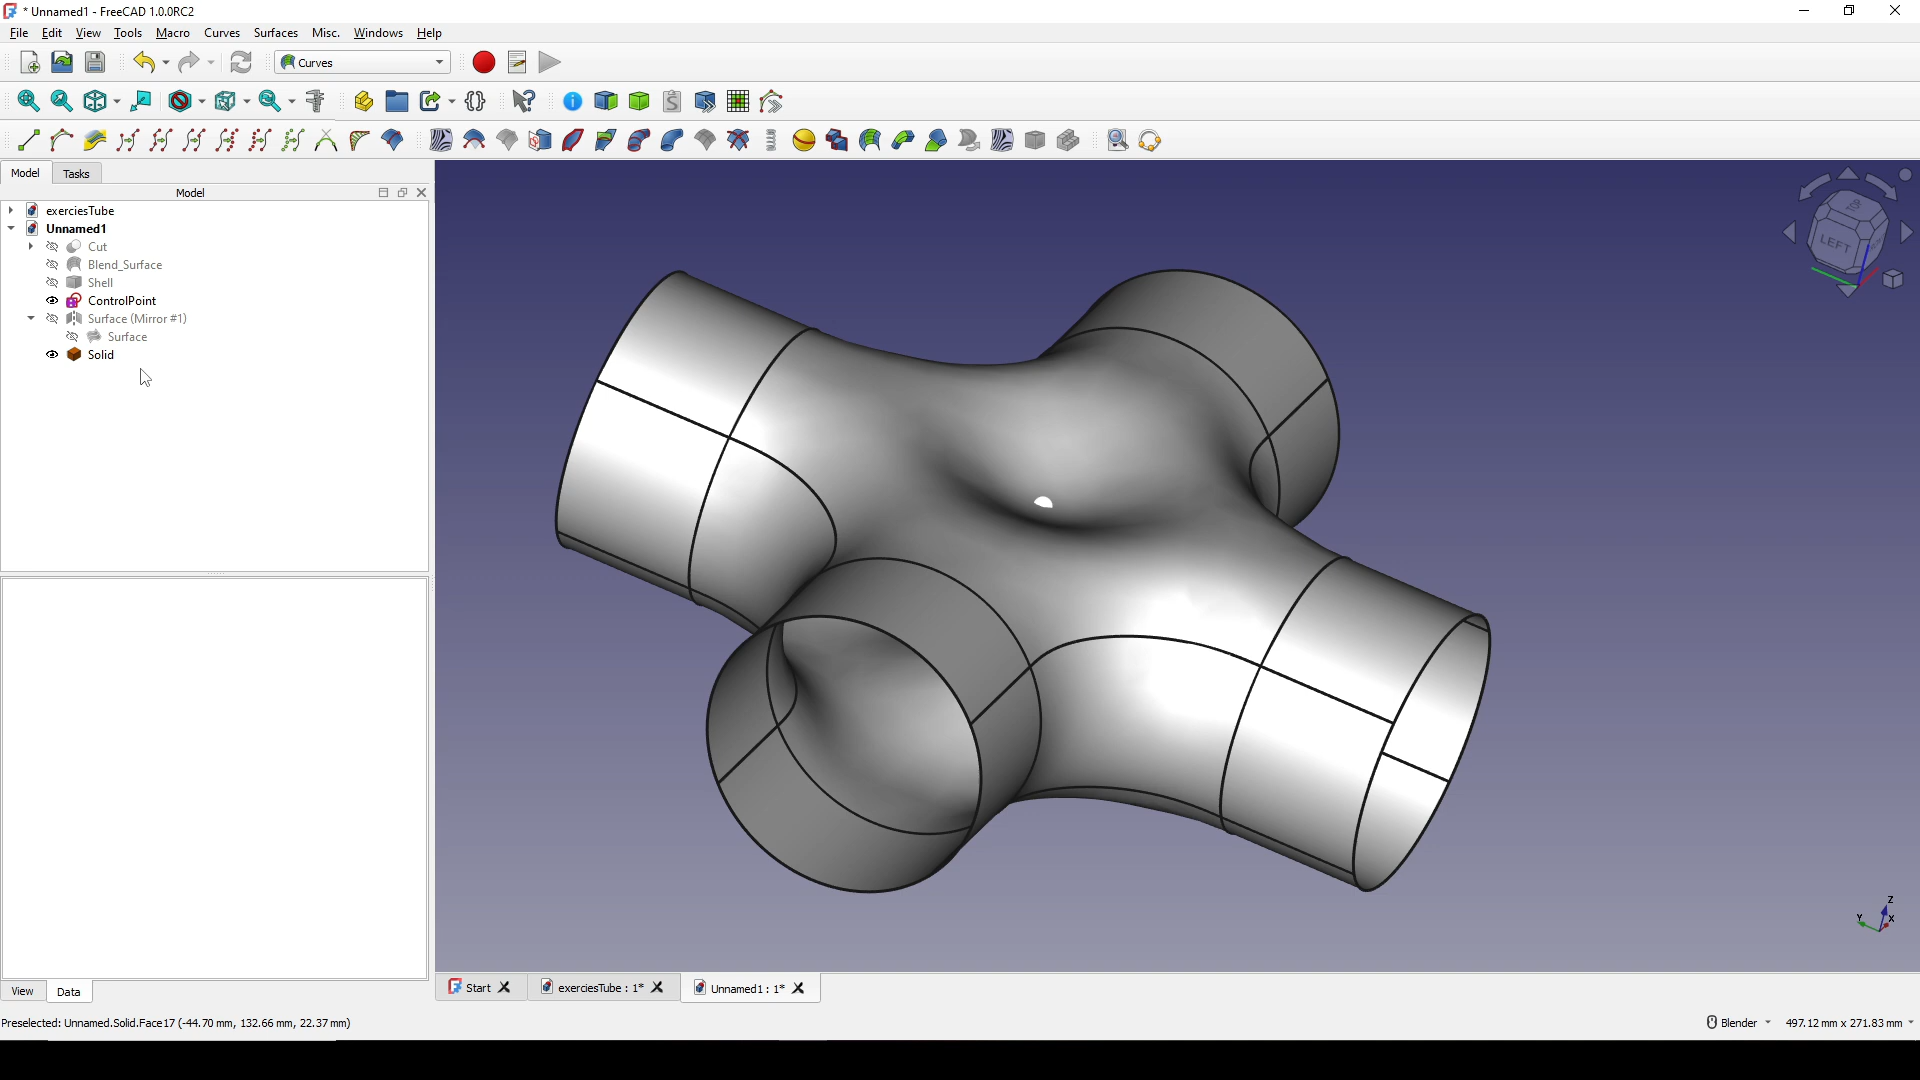 * Unnamed1 - FreeCAD 1.0.0RC2
File Edit View Tools Macro Curves Surfaces Misc. Windows Help
Curves
Model Tasks
Model
exerciesTube
Unnamed1
Cut
Blend_Surface
Shell
ControlPoint
Surface (Mirror #1)
Surface
Solid
TOP
LEFT
Z
Y X
View Data
Start exerciesTube : 1* Unnamed1 : 1*
Preselected: Unnamed.Solid.Face17 (-44.70 mm, 132.66 mm, 22.37 mm)
Blender 497.12 mm x 271.83 mm